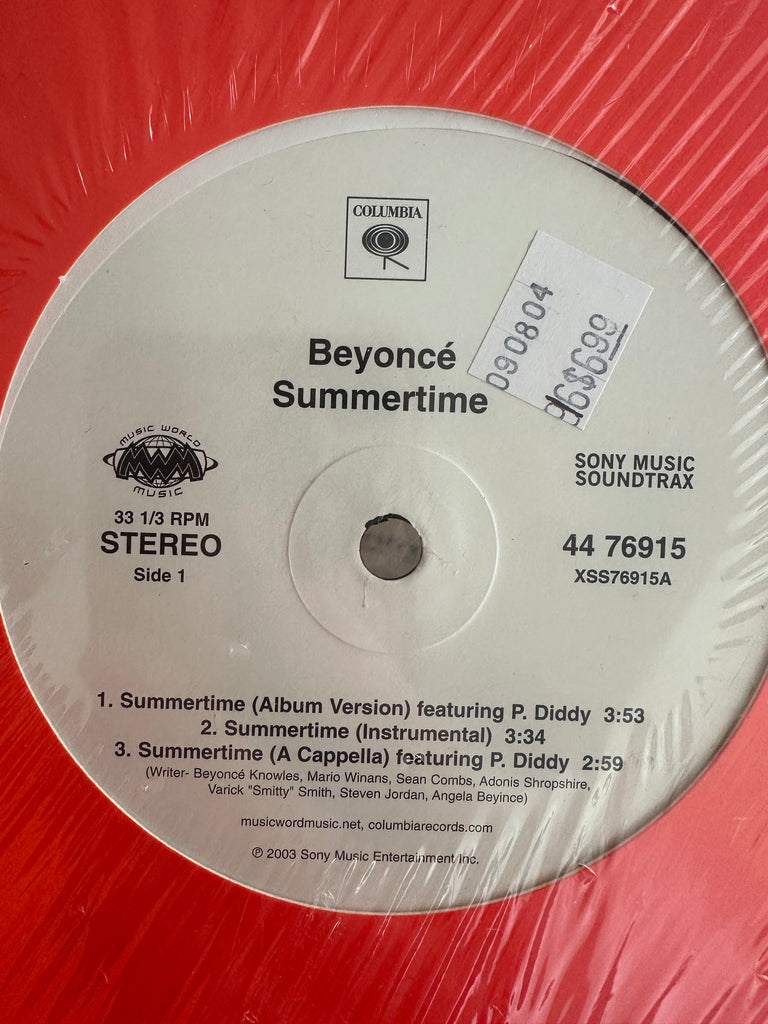 COLUMBIA
090804
$6.99
Beyoncé
Summertime
MUSIC WORLD
MWM
MUSIC
SONY MUSIC
SOUNDTRAX
33 1/3 RPM
STEREO
Side 1
44 76915
XSS76915A
1. Summertime (Album Version) featuring P. Diddy 3:53
2. Summertime (Instrumental) 3:34
3. Summertime (A Cappella) featuring P. Diddy 2:59
(Writer- Beyoncé Knowles, Mario Winans, Sean Combs, Adonis Shropshire,
Varick "Smitty" Smith, Steven Jordan, Angela Beyince)
musicwordmusic.net, columbiarecords.com
℗ 2003 Sony Music Entertainment Inc.